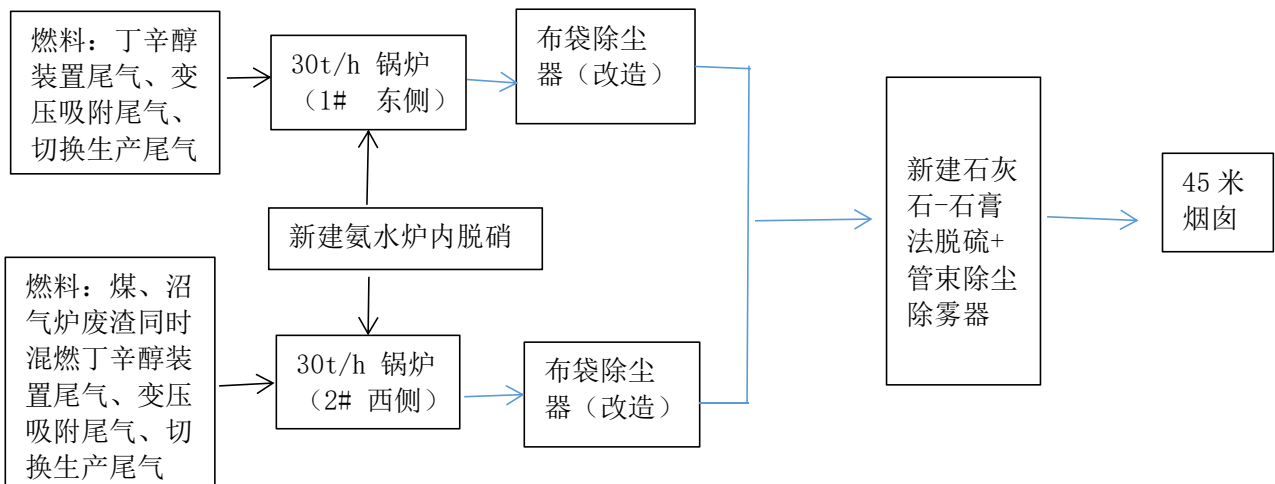 燃料：丁辛醇
装置尾气、变
压吸附尾气、
切换生产尾气
30t/h 锅炉
（1# 东侧）
布袋除尘
器（改造）
新建氨水炉内脱硝
燃料：煤、沼
气炉废渣同时
混燃丁辛醇装
置尾气、变压
吸附尾气、切
换生产尾气
30t/h 锅炉
（2# 西侧）
布袋除尘
器（改造）
新建石灰
石-石膏
法脱硫+
管束除尘
除雾器
45 米
烟囱